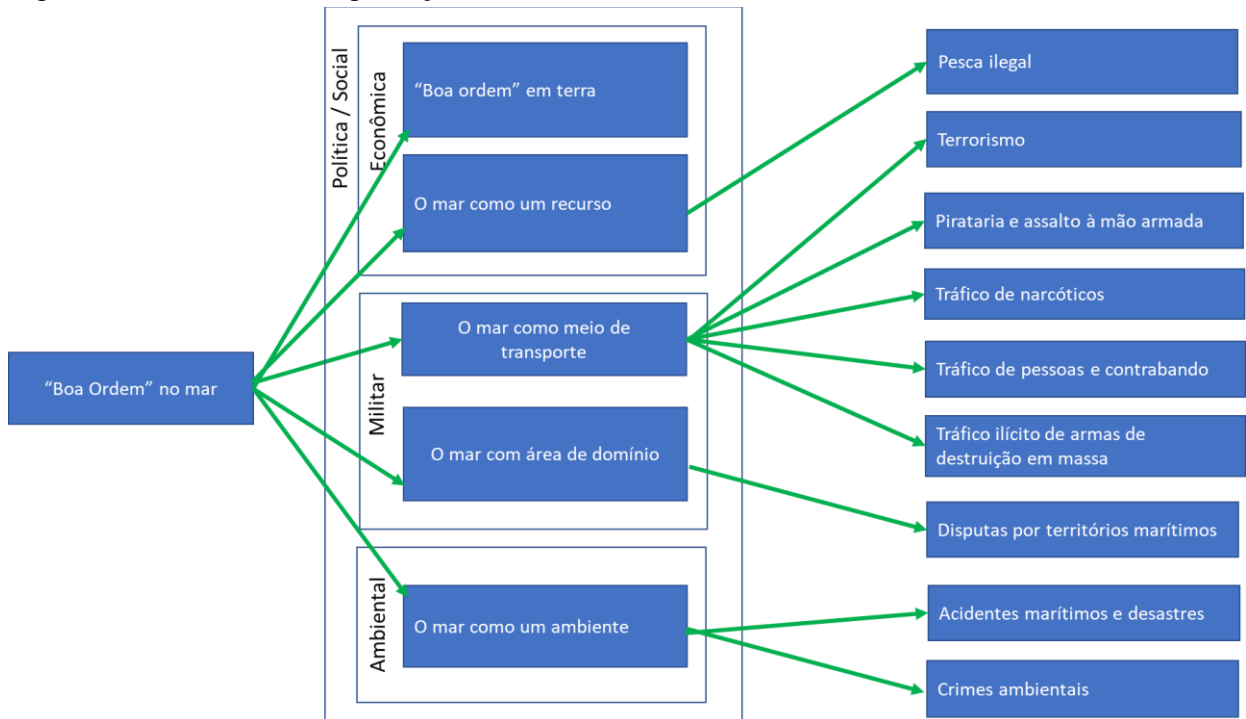 Política / Social
Econômica
"Boa ordem" em terra
O mar como um recurso
Militar
O mar como meio de
transporte
O mar com área de domínio
Ambiental
O mar como um ambiente
“Boa Ordem” no mar
Pesca ilegal
Terrorismo
Pirataria e assalto à mão armada
Tráfico de narcóticos
Tráfico de pessoas e contrabando
Tráfico ilícito de armas de
destruição em massa
Disputas por territórios marítimos
Acidentes marítimos e desastres
Crimes ambientais